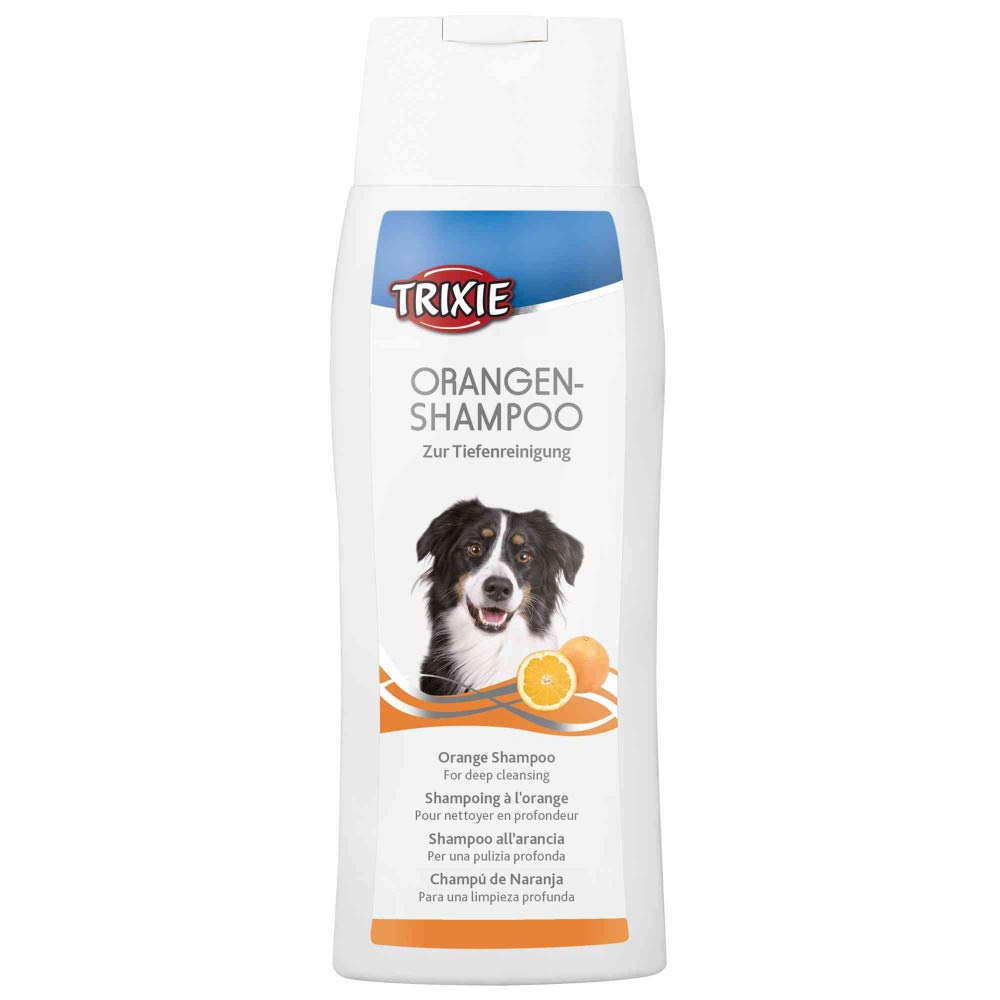 TRIXIE
ORANGEN-
SHAMPOO
Zur Tiefenreinigung
Orange Shampoo
For deep cleansing
Shampoing à l'orange
Pour nettoyer en profondeur
Shampoo all'arancia
Per una pulizia profonda
Champú de Naranja
Para una limpieza profunda